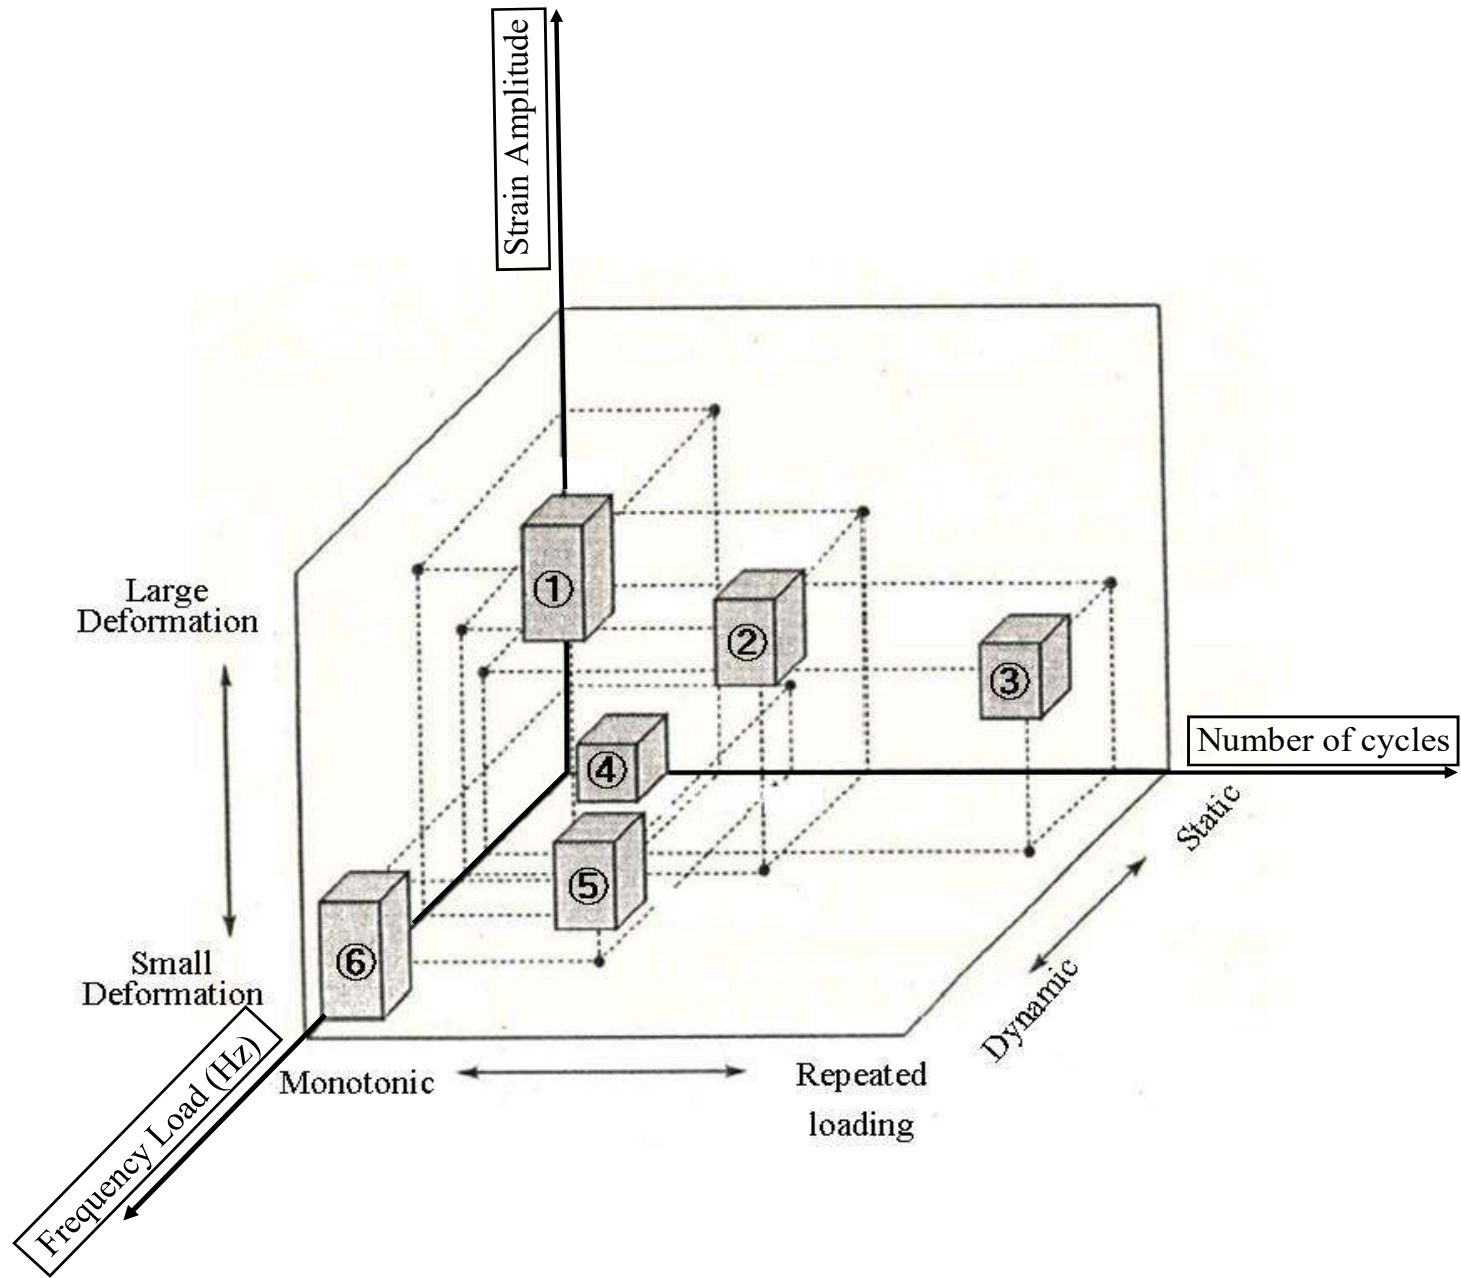 Strain Amplitude
①
②
Large
Deformation
③
Number of cycles
④
Static
⑤
⑥
Small
Deformation
Dynamic
Frequency Load (Hz)
Monotonic
Repeated
loading